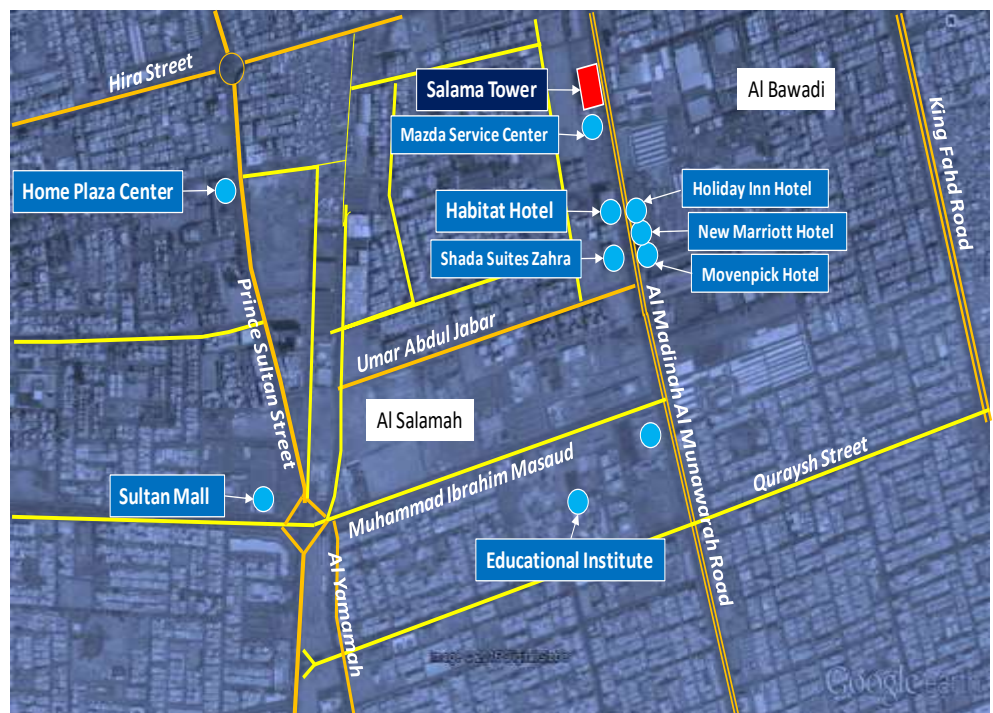 Hira Street
Salama Tower
Al Bawadi
Mazda Service Center
King Fahd Road
Home Plaza Center
Holiday Inn Hotel
Habitat Hotel
New Marriott Hotel
Shada Suites Zahra
Movenpick Hotel
Prince Sultan Street
Umar Abdul Jabar
Al Madinah Al Munawarah Road
Al Salamah
Muhammad Ibrahim Masaud
Quraysh Street
Sultan Mall
Educational Institute
Al Yamamah
Google earth